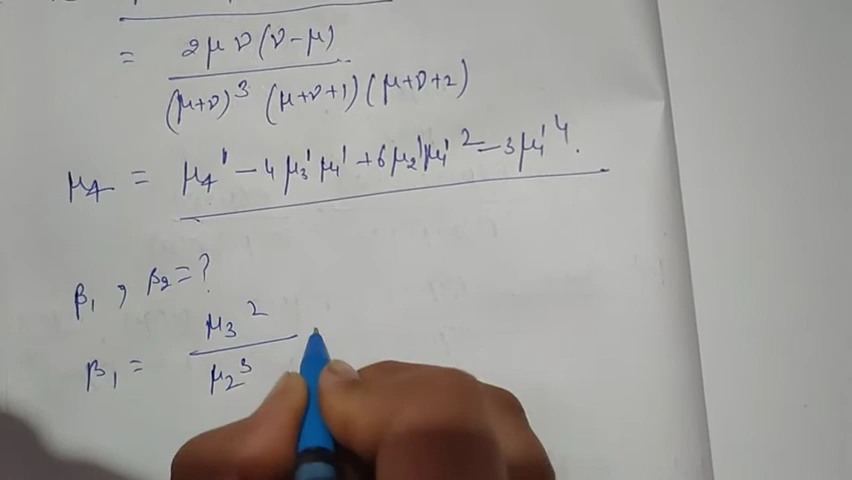 = 2μν(ν-μ) / (μ+ν)³ (μ+ν+1)(μ+ν+2)
μ₄ = μ₄' - 4μ₃'μ₁' + 6μ₂'μ₁'² - 3μ₁'⁴.
β₁, β₂ = ?
β₁ = μ₃² / μ₂³